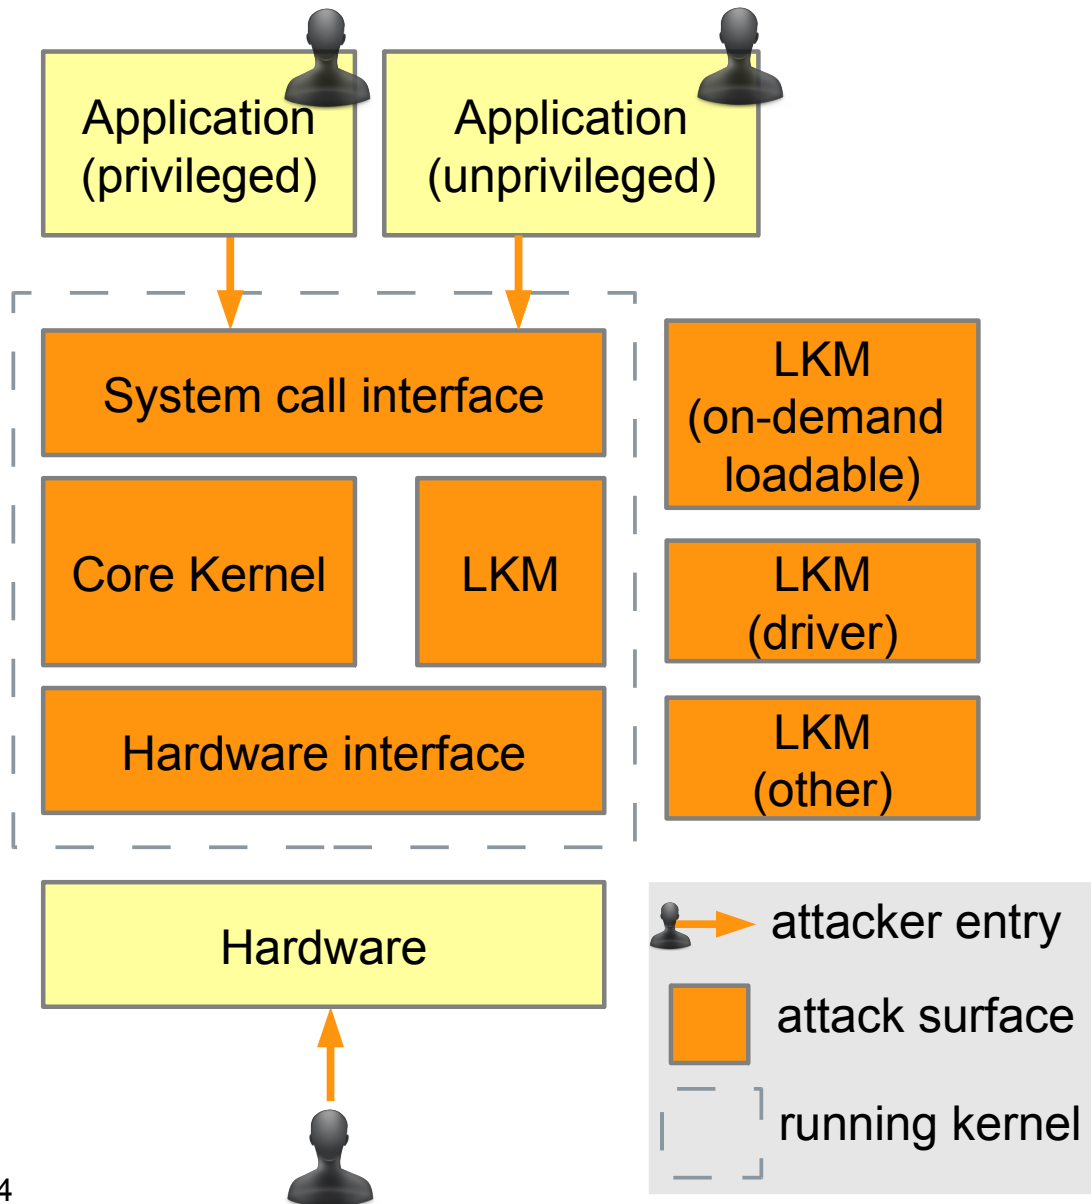 Application
(privileged)
Application
(unprivileged)
System call interface
LKM
(on-demand
loadable)
Core Kernel
LKM
LKM
(driver)
Hardware interface
LKM
(other)
Hardware
attacker entry
attack surface
running kernel
4